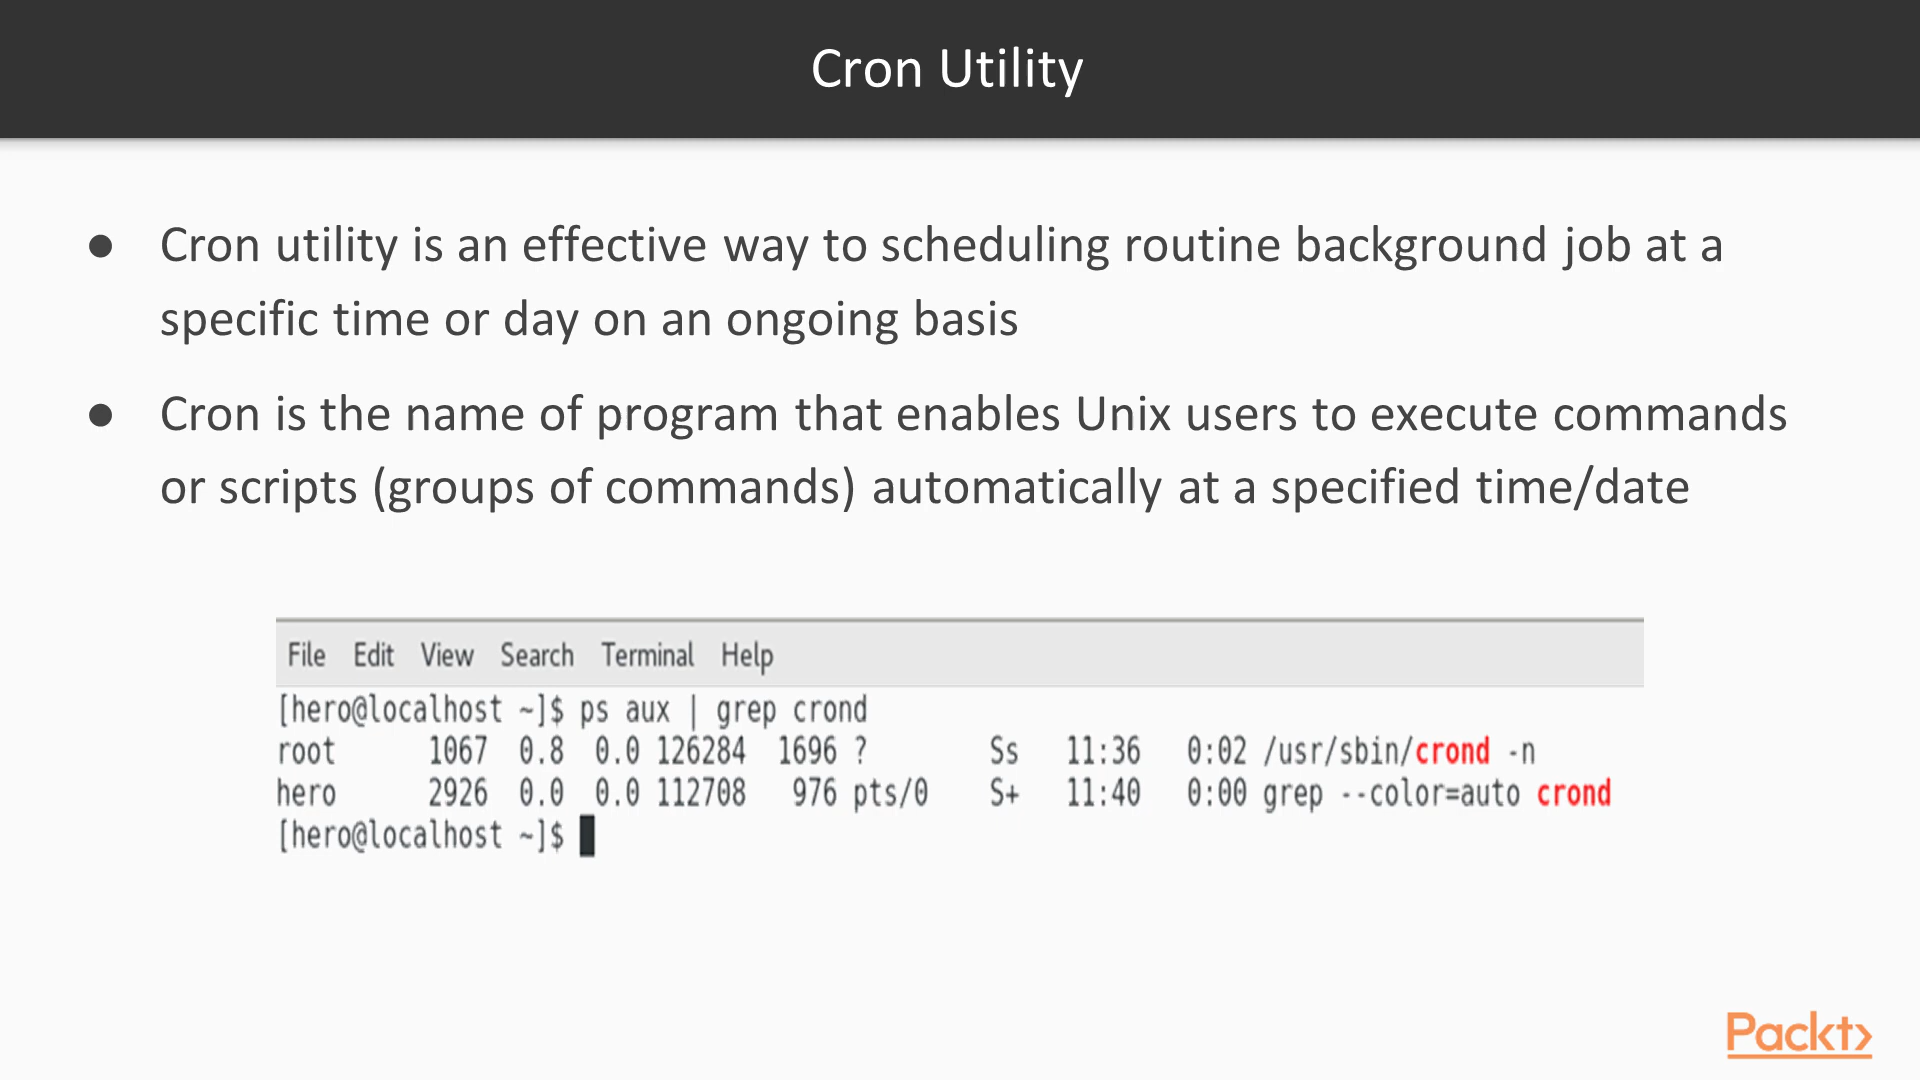 Cron Utility
● Cron utility is an effective way to scheduling routine background job at a
specific time or day on an ongoing basis
● Cron is the name of program that enables Unix users to execute commands
or scripts (groups of commands) automatically at a specified time/date
File Edit View Search Terminal Help
[hero@localhost ~]$ ps aux | grep crond
root 1067 0.8 0.0 126284 1696 ? Ss 11:36 0:02 /usr/sbin/crond -n
hero 2926 0.0 0.0 112708 976 pts/0 S+ 11:40 0:00 grep --color=auto crond
[hero@localhost ~]$
Packt>